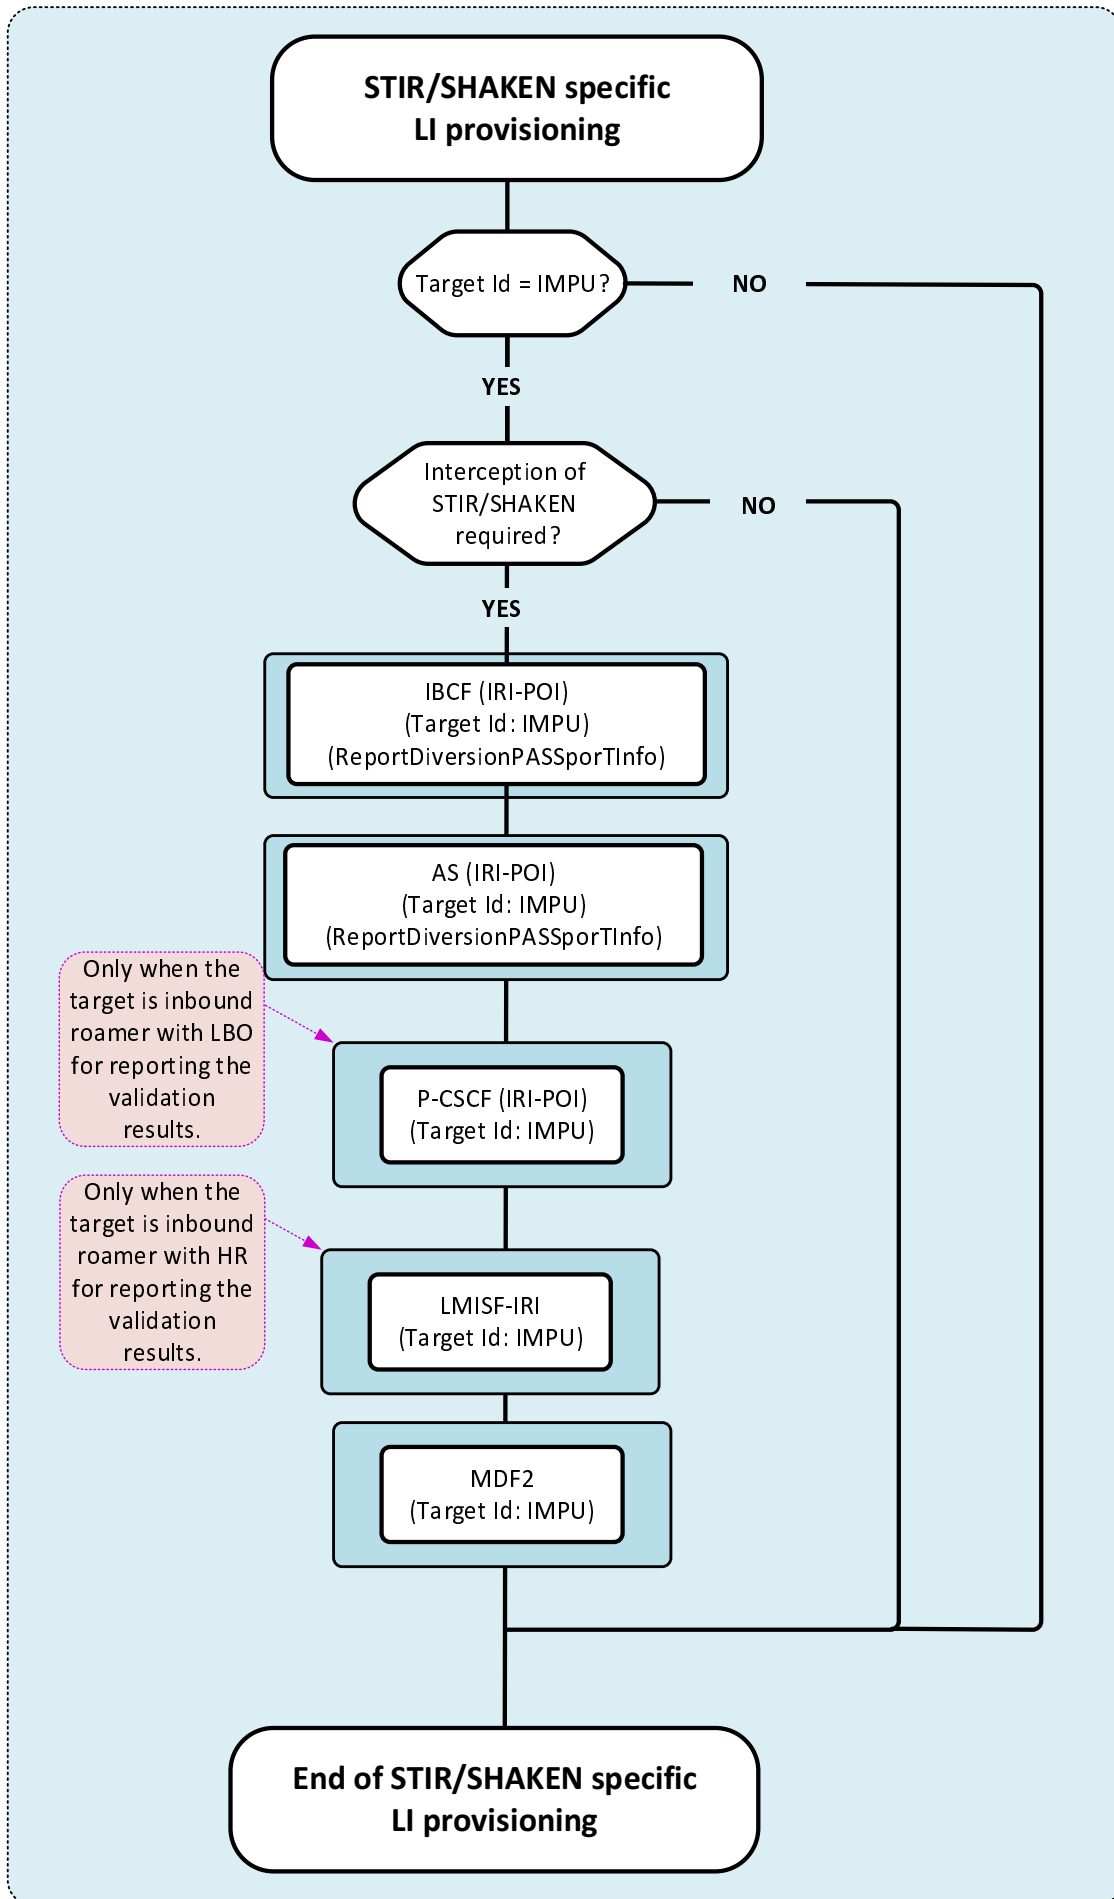 STIR/SHAKEN specific
LI provisioning
Target Id = IMPU?
NO
YES
Interception of
STIR/SHAKEN
required?
NO
YES
IBCF (IRI-POI)
(Target Id: IMPU)
(ReportDiversionPASSporTInfo)
AS (IRI-POI)
(Target Id: IMPU)
(ReportDiversionPASSporTInfo)
Only when the
target is inbound
roamer with LBO
for reporting the
validation
results.
P-CSCF (IRI-POI)
(Target Id: IMPU)
Only when the
target is inbound
roamer with HR
for reporting the
validation
results.
LMISF-IRI
(Target Id: IMPU)
MDF2
(Target Id: IMPU)
End of STIR/SHAKEN specific
LI provisioning